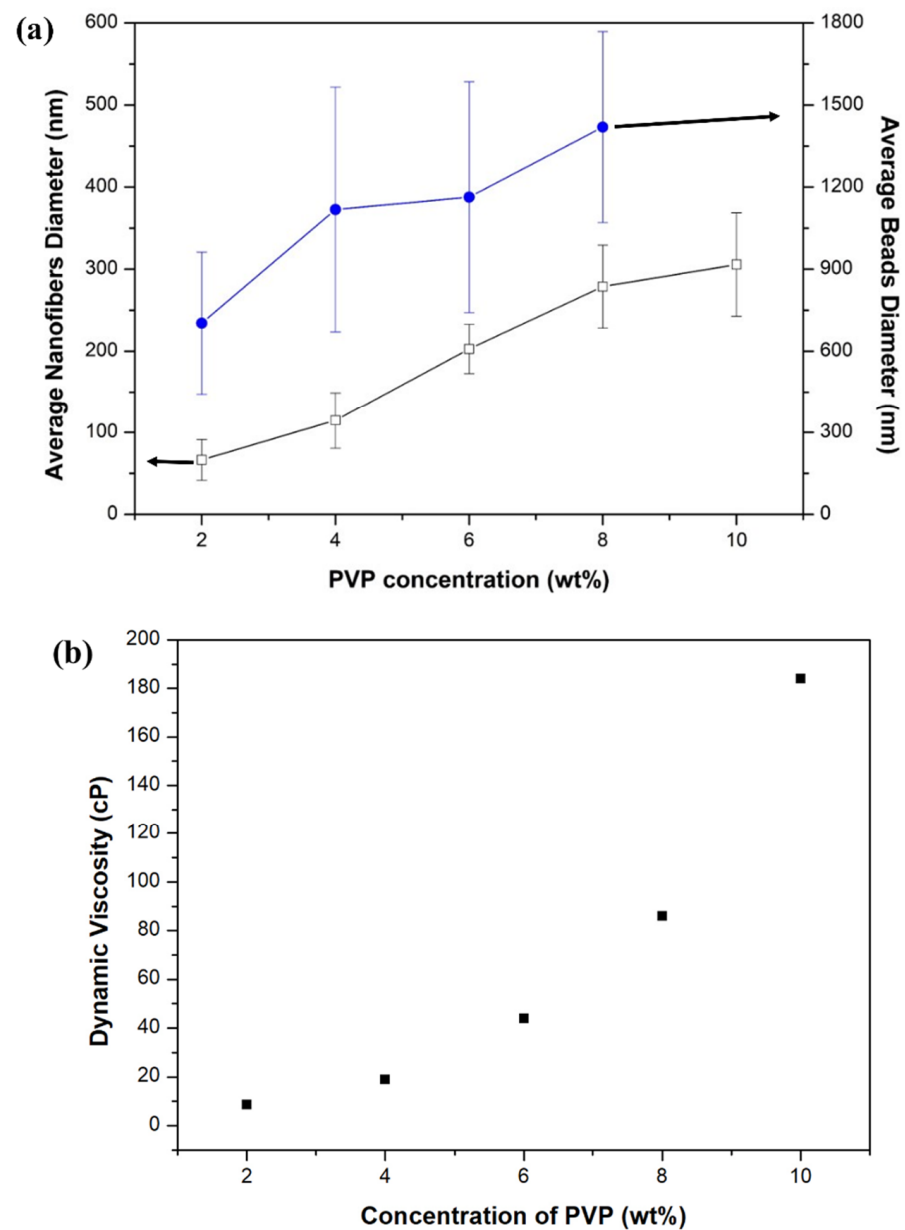 (a)
600
500
400
300
200
100
0
Average Nanofibers Diameter (nm)
1800
1500
1200
900
600
300
0
Average Beads Diameter (nm)
2 4 6 8 10
PVP concentration (wt%)
(b)
200
180
160
140
120
100
80
60
40
20
0
Dynamic Viscosity (cP)
2 4 6 8 10
Concentration of PVP (wt%)